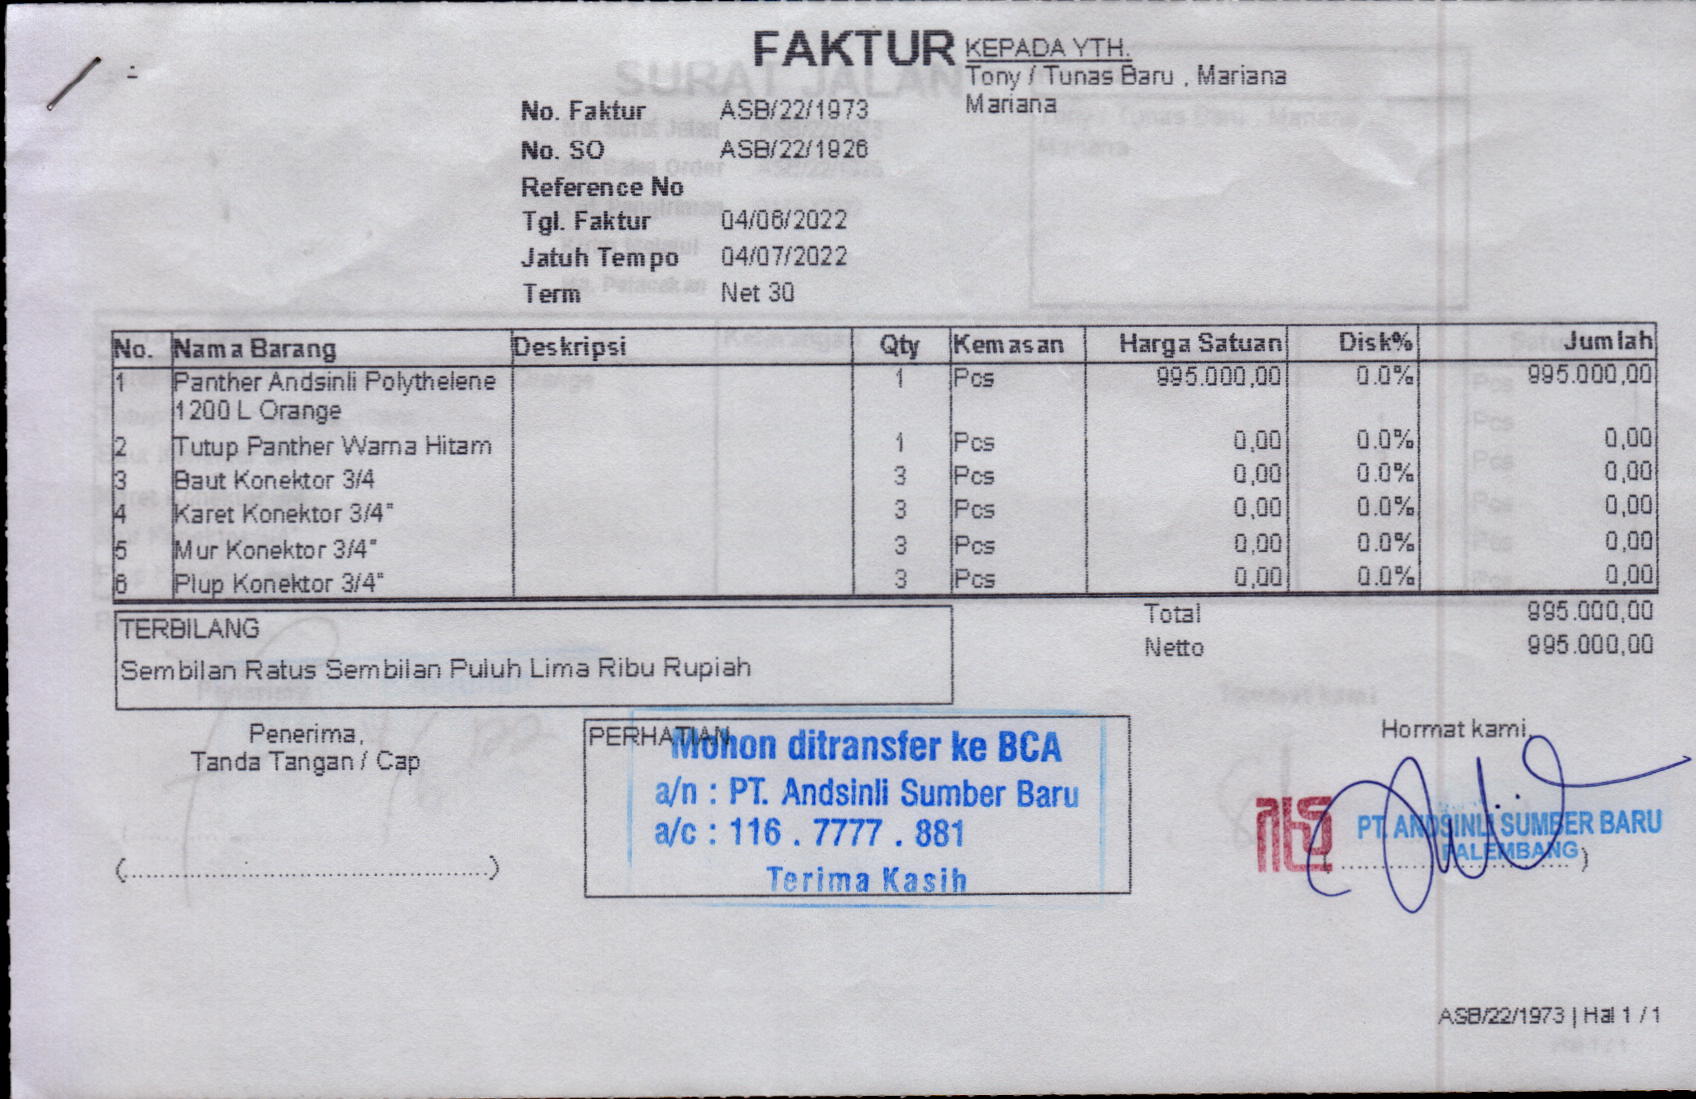 FAKTUR
KEPADA YTH.
Tony / Tunas Baru , Mariana
Mariana
No. Faktur ASB/22/1973
No. SO ASB/22/1926
Reference No
Tgl. Faktur 04/06/2022
Jatuh Tempo 04/07/2022
Term Net 30
No. Nama Barang Deskripsi Qty Kemasan Harga Satuan Disk% Jumlah
1 Panther Andsinli Polythelene 1 Pcs 995.000,00 0.0% 995.000,00
1200 L Orange
2 Tutup Panther Warna Hitam 1 Pcs 0,00 0.0% 0,00
3 Baut Konektor 3/4 3 Pcs 0,00 0.0% 0,00
4 Karet Konektor 3/4" 3 Pcs 0,00 0.0% 0,00
5 Mur Konektor 3/4" 3 Pcs 0,00 0.0% 0,00
6 Plup Konektor 3/4" 3 Pcs 0,00 0.0% 0,00
Total 995.000,00
Netto 995.000,00
TERBILANG
Sembilan Ratus Sembilan Puluh Lima Ribu Rupiah
Penerima,
Tanda Tangan / Cap
(..............................................)
PERHATIAN
Mohon ditransfer ke BCA
a/n : PT. Andsinli Sumber Baru
a/c : 116 . 7777 . 881
Terima Kasih
Hormat kami,
PT. ANDSINLI SUMBER BARU
PALEMBANG
ASB/22/1973 | Hal 1 / 1